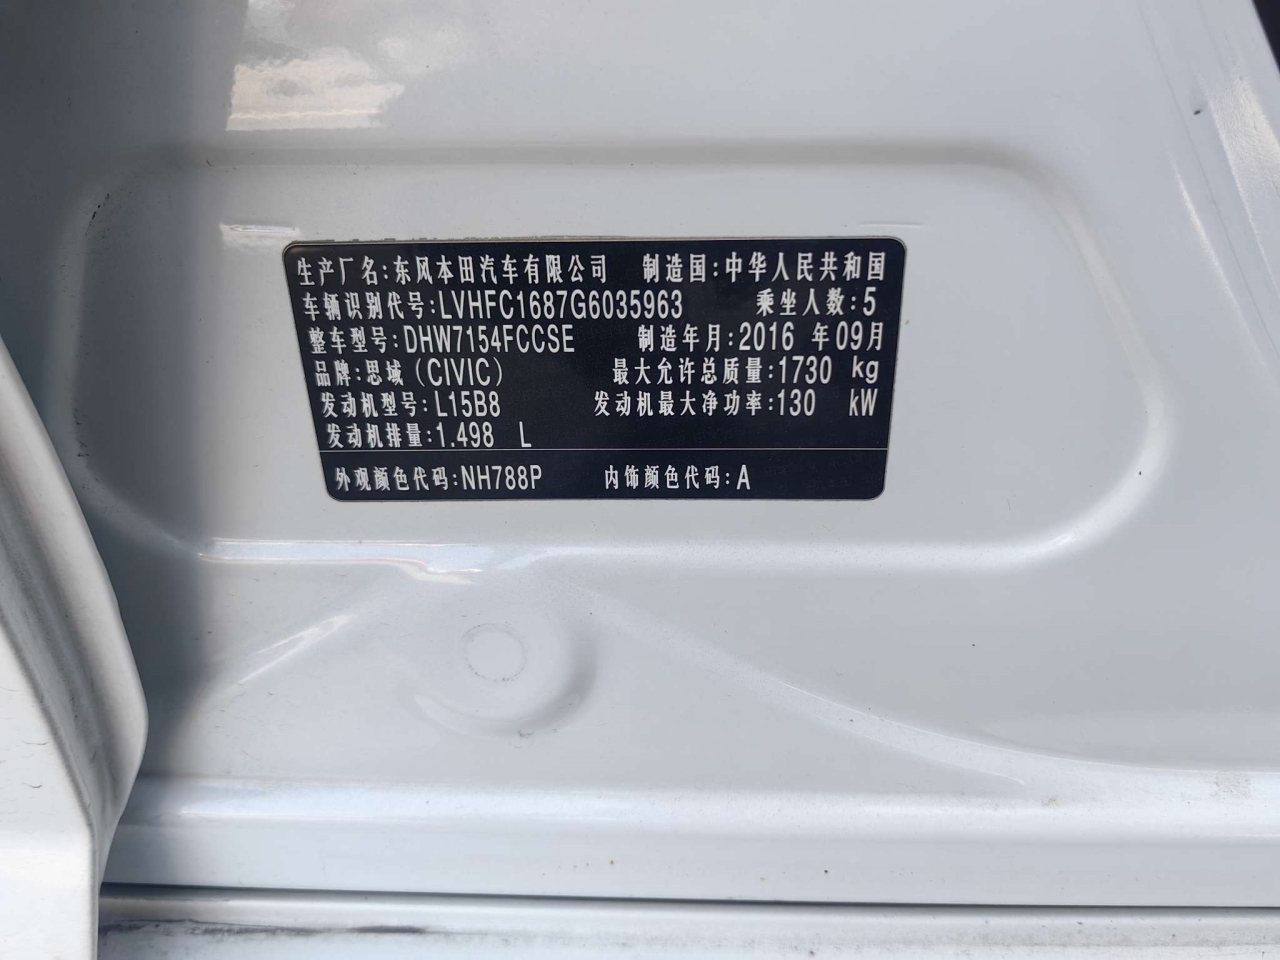 生产厂名:东风本田汽车有限公司 制造国:中华人民共和国
车辆识别代号:LVHFC1687G6035963 乘坐人数:5
整车型号:DHW7154FCCSE 制造年月:2016 年09月
品牌:思域(CIVIC) 最大允许总质量:1730 kg
发动机型号:L15B8 发动机最大净功率:130 kW
发动机排量:1.498 L
外观颜色代码:NH788P 内饰颜色代码:A